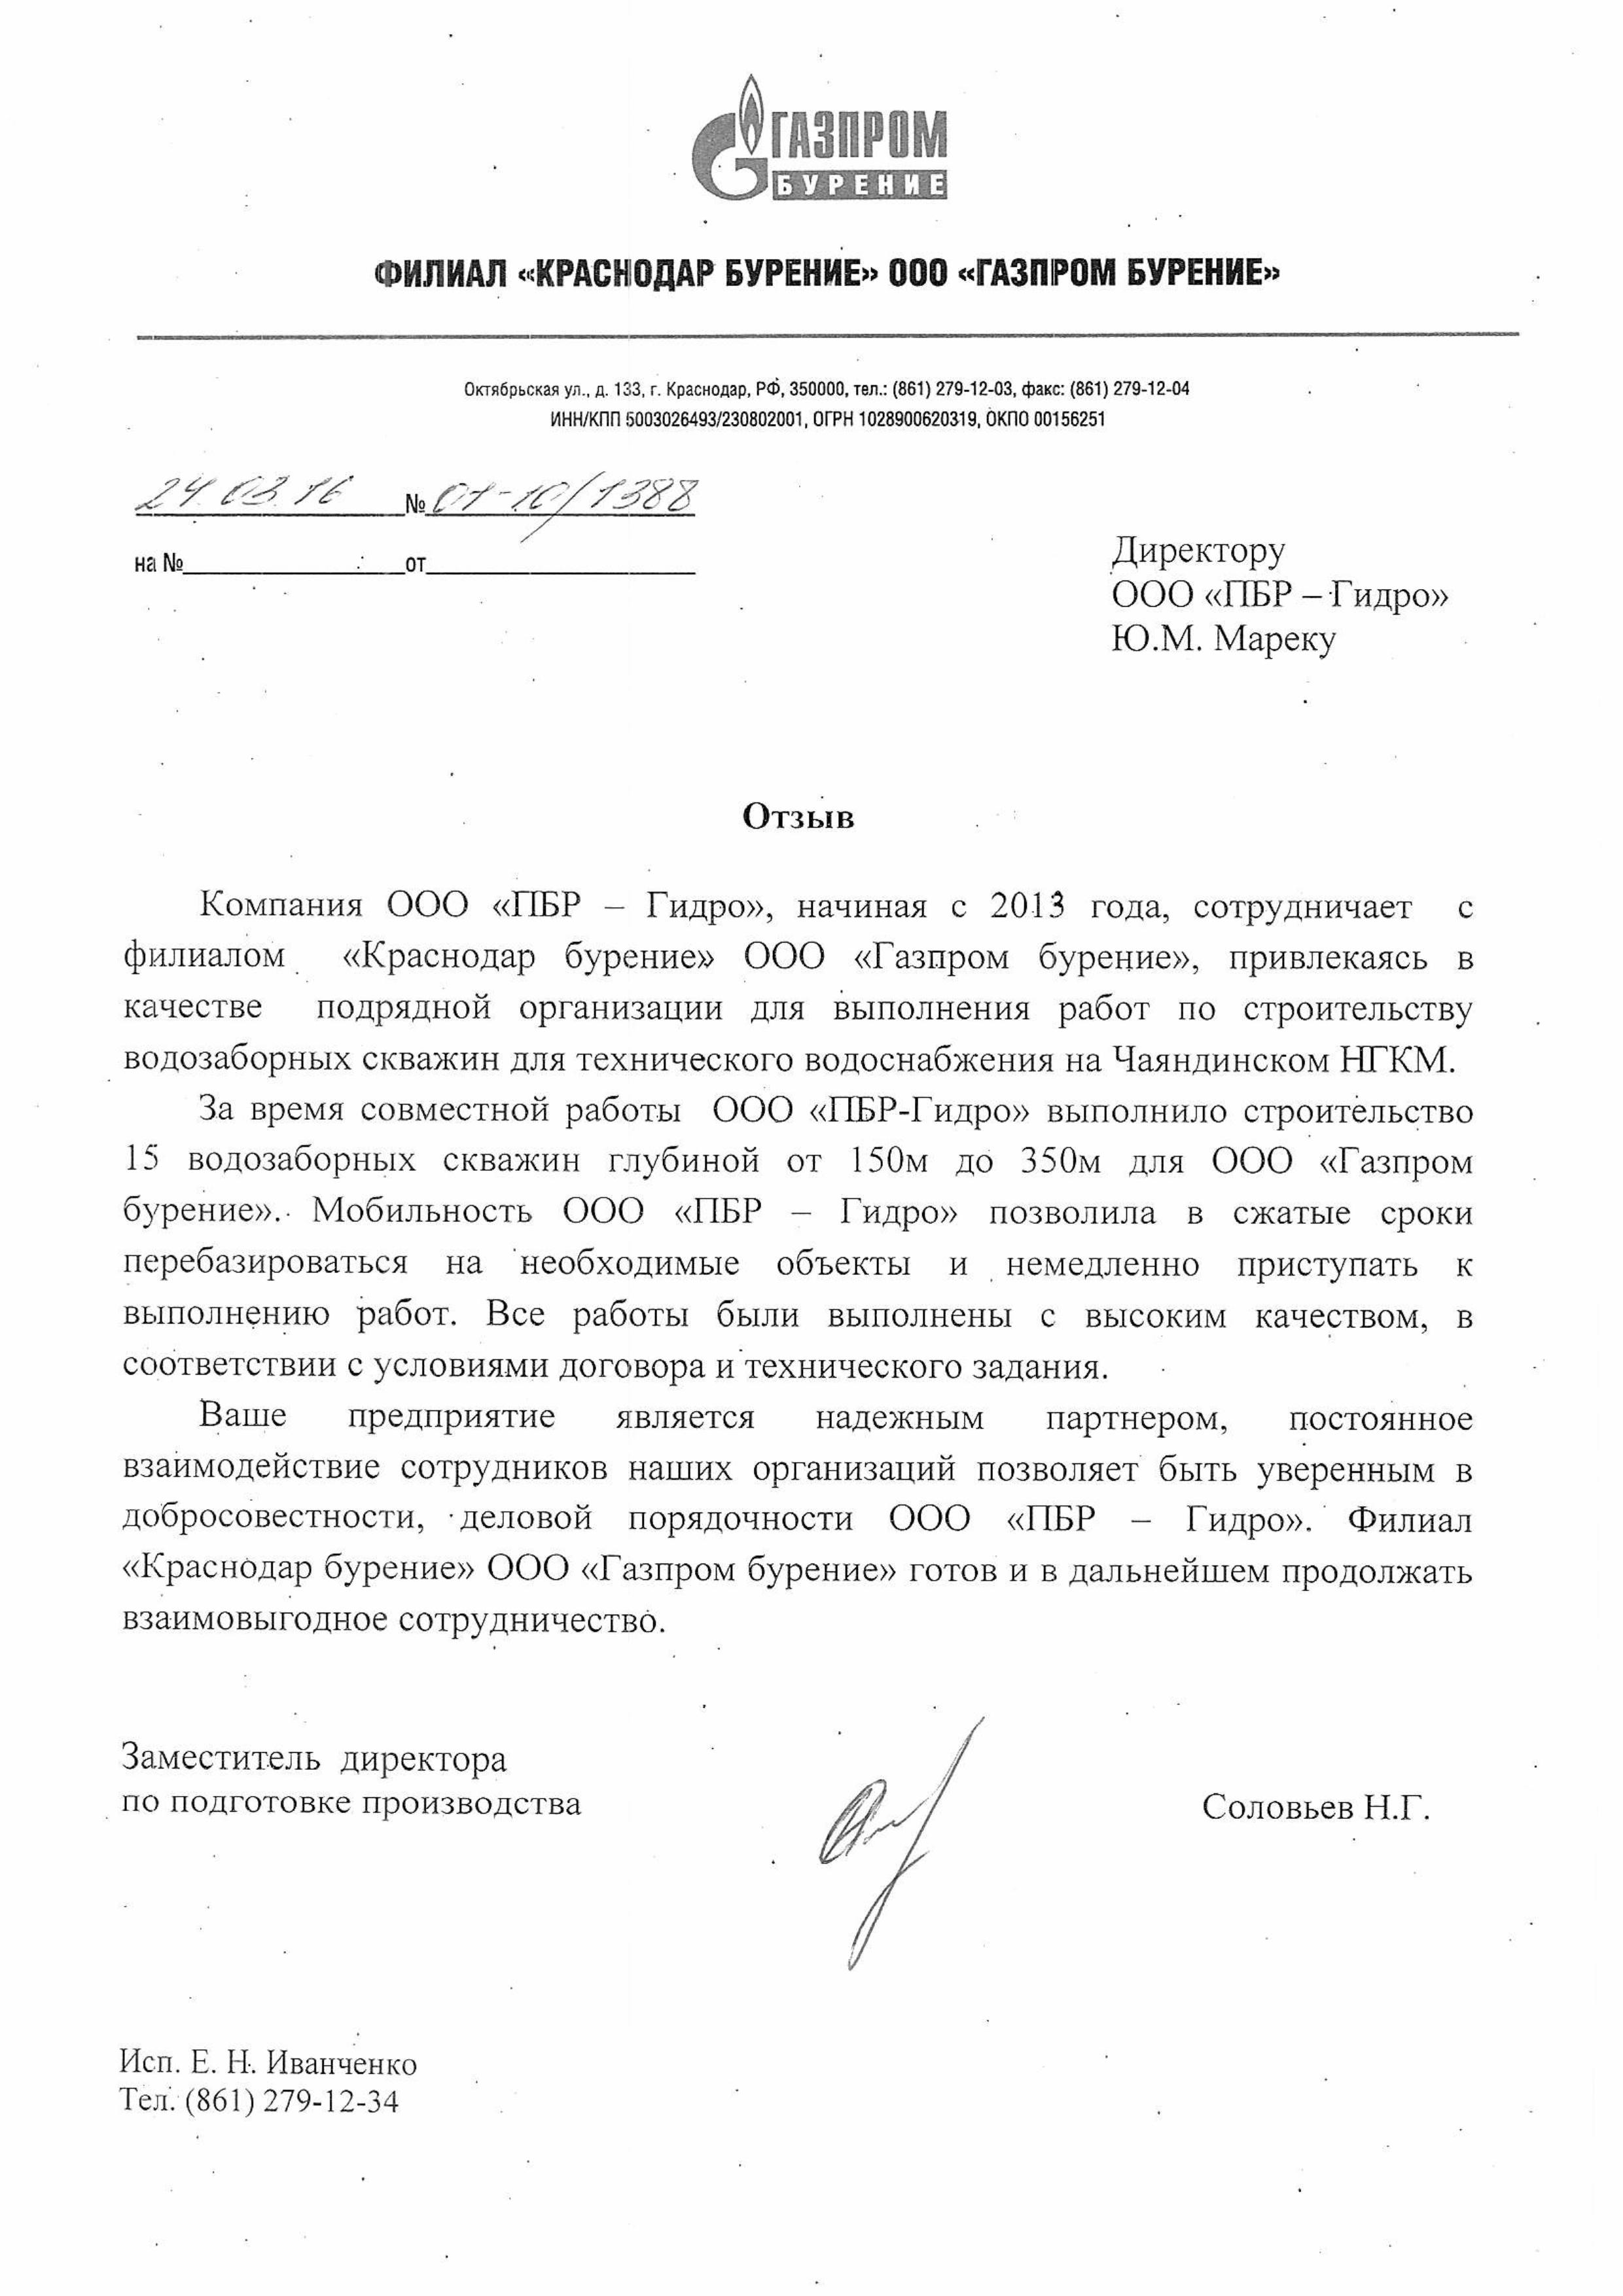 ГАЗПРОМ
БУРЕНИЕ
ФИЛИАЛ «КРАСНОДАР БУРЕНИЕ» ООО «ГАЗПРОМ БУРЕНИЕ»
Октябрьская ул., д. 133, г. Краснодар, РФ, 350000, тел.: (861) 279-12-03, факс: (861) 279-12-04
ИНН/КПП 5003026493/230802001, ОГРН 1028900620319, ОКПО 00156251
24.03.16 № 01-10/1388
на № от
Директору
ООО «ПБР – Гидро»
Ю.М. Мареку
Отзыв
Компания ООО «ПБР – Гидро», начиная с 2013 года, сотрудничает с
филиалом «Краснодар бурение» ООО «Газпром бурение», привлекаясь в
качестве подрядной организации для выполнения работ по строительству
водозаборных скважин для технического водоснабжения на Чаяндинском НГКМ.
За время совместной работы ООО «ПБР-Гидро» выполнило строительство
15 водозаборных скважин глубиной от 150м до 350м для ООО «Газпром
бурение». Мобильность ООО «ПБР – Гидро» позволила в сжатые сроки
перебазироваться на необходимые объекты и немедленно приступать к
выполнению работ. Все работы были выполнены с высоким качеством, в
соответствии с условиями договора и технического задания.
Ваше предприятие является надежным партнером, постоянное
взаимодействие сотрудников наших организаций позволяет быть уверенным в
добросовестности, деловой порядочности ООО «ПБР – Гидро». Филиал
«Краснодар бурение» ООО «Газпром бурение» готов и в дальнейшем продолжать
взаимовыгодное сотрудничество.
Заместитель директора
по подготовке производства Соловьев Н.Г.
Исп. Е. Н. Иванченко
Тел. (861) 279-12-34